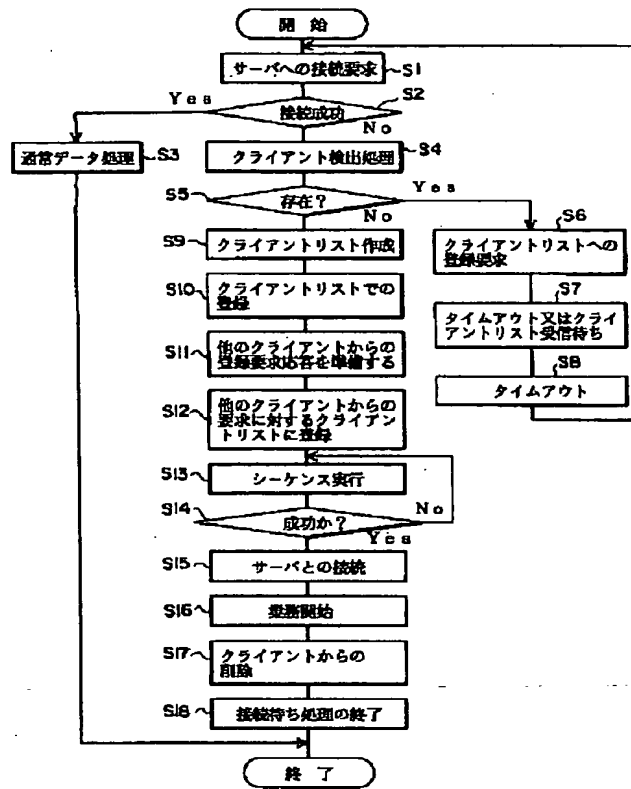 開始
サーバへの接続要求
S1
Yes
S2
接続成功
No
通常データ処理
S3
クライアント検出処理
S4
S5
存在?
Yes
No
S6
クライアントリストへの
登録要求
S9
クライアントリスト作成
S7
タイムアウト又はクライ
アントリスト受信待ち
S10
クライアントリストでの
登録
S8
タイムアウト
S11
他のクライアントからの
登録要求応答を準備する
S12
他のクライアントからの
要求に対するクライアン
トリストに登録
S13
シーケンス実行
S14
成功か?
No
Yes
S15
サーバとの接続
S16
業務開始
S17
クライアントからの
削除
S18
接続待ち処理の終了
終了